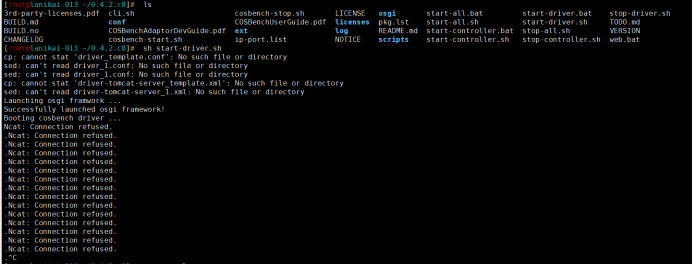 [root@lanikai-013 ~/0.4.2.c8]# ls
3rd-party-licenses.pdf cli.sh cosbench-stop.sh LICENSE osgi start-all.bat start-driver.bat stop-driver.sh
BUILD.md conf COSBenchUserGuide.pdf licenses pkg.lst start-all.sh start-driver.sh TODO.md
BUILD.no COSBenchAdaptorDevGuide.pdf ext log README.md start-controller.bat stop-all.sh VERSION
CHANGELOG cosbench-start.sh ip-port.list NOTICE scripts start-controller.sh stop-controller.sh web.bat
[root@lanikai-013 ~/0.4.2.c8]# sh start-driver.sh
cp: cannot stat 'driver_template.conf': No such file or directory
sed: can't read driver_1.conf: No such file or directory
sed: can't read driver_1.conf: No such file or directory
cp: cannot stat 'driver-tomcat-server_template.xml': No such file or directory
sed: can't read driver-tomcat-server_1.xml: No such file or directory
Launching osgi framwork ...
Successfully launched osgi framework!
Booting cosbench driver ...
Ncat: Connection refused.
.Ncat: Connection refused.
.Ncat: Connection refused.
.Ncat: Connection refused.
.Ncat: Connection refused.
.Ncat: Connection refused.
.Ncat: Connection refused.
.Ncat: Connection refused.
.Ncat: Connection refused.
.Ncat: Connection refused.
.Ncat: Connection refused.
.Ncat: Connection refused.
.Ncat: Connection refused.
.Ncat: Connection refused.
.Ncat: Connection refused.
.^C